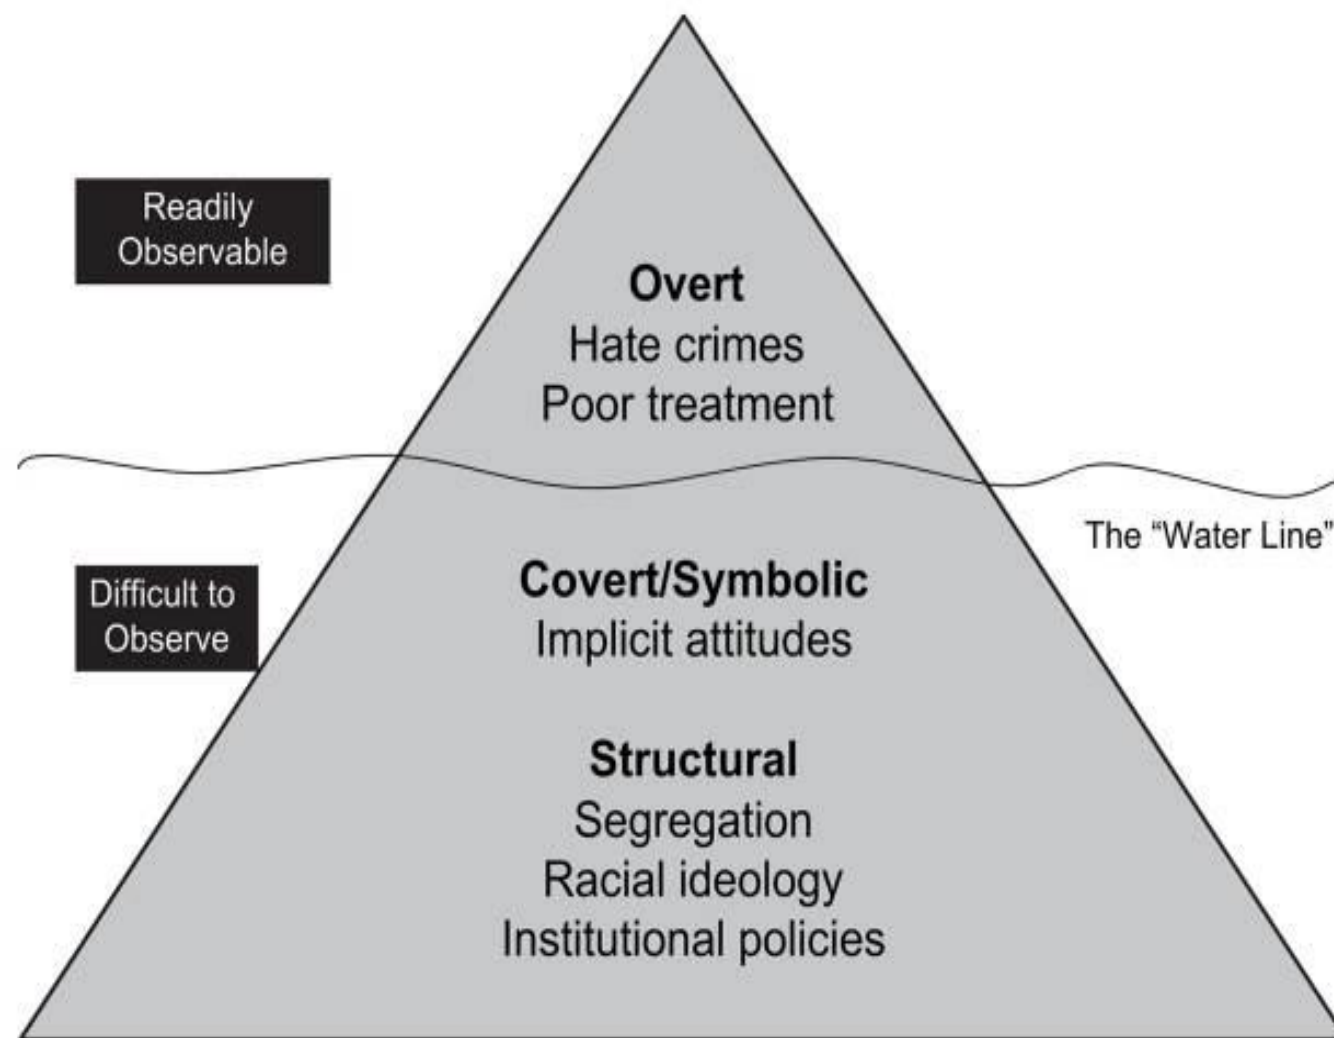 Readily
Observable
Overt
Hate crimes
Poor treatment
The “Water Line”
Difficult to
Observe
Covert/Symbolic
Implicit attitudes
Structural
Segregation
Racial ideology
Institutional policies